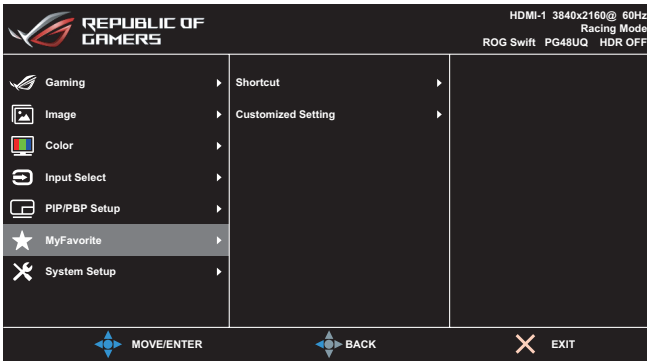 REPUBLIC OF
GAMERS
HDMI-1 3840x2160@ 60Hz
Racing Mode
ROG Swift PG48UQ HDR OFF
Gaming
Shortcut
Image
Customized Setting
Color
Input Select
PIP/PBP Setup
MyFavorite
System Setup
MOVE/ENTER
BACK
EXIT